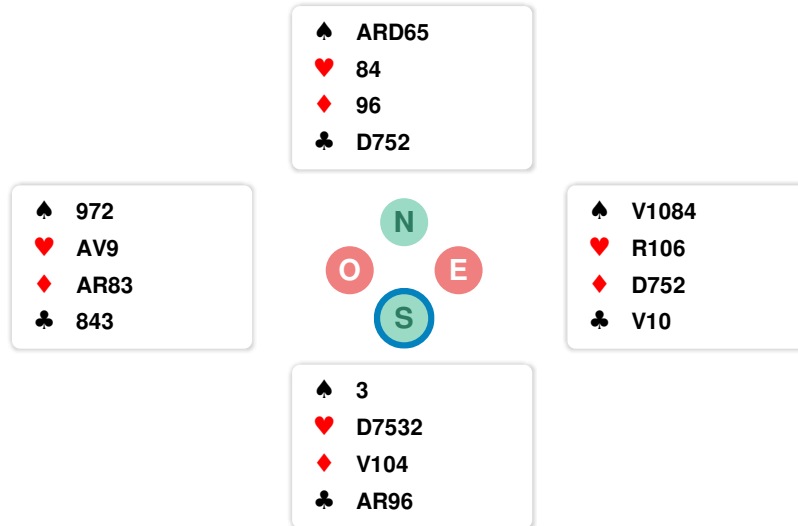 ♠ ARD65
♥ 84
♦ 96
♣ D752
♠ 972
♥ AV9
♦ AR83
♣ 843
N
O E
S
♠ V1084
♥ R106
♦ D752
♣ V10
♠ 3
♥ D7532
♦ V104
♣ AR96